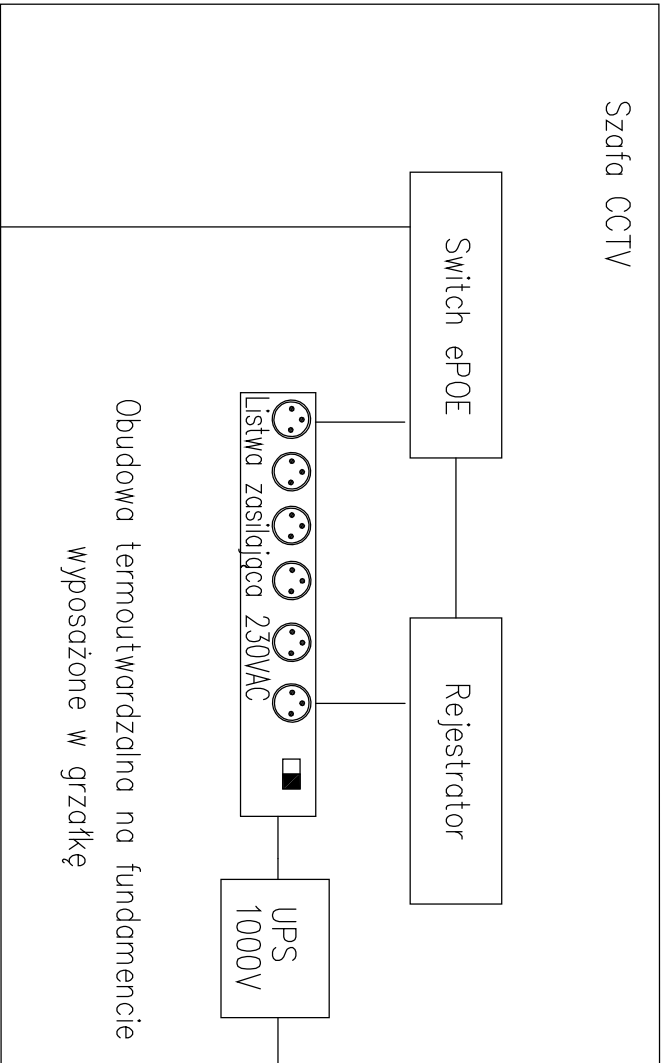 Szafa CCTV
Switch ePOE
Rejestrator
Listwa zasilająca 230VAC
UPS
1000V
Obudowa termoutwardzalna na fundamencie
wyposażone w grzałkę